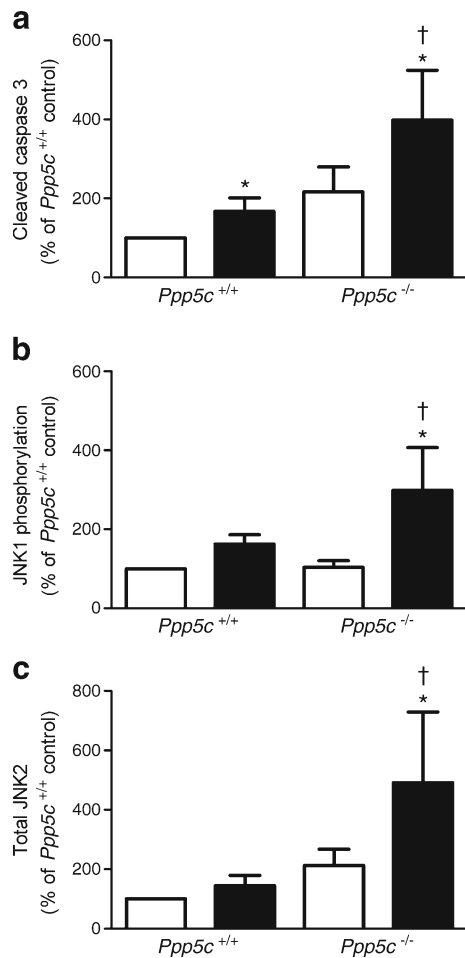 a
Cleaved caspase 3
(% of Ppp5c +/+ control)
600
400
200
0
*
†
*
Ppp5c +/+
Ppp5c -/-
b
JNK1 phosphorylation
(% of Ppp5c +/+ control)
600
400
200
0
†
*
Ppp5c +/+
Ppp5c -/-
c
Total JNK2
(% of Ppp5c +/+ control)
800
600
400
200
0
†
*
Ppp5c +/+
Ppp5c -/-